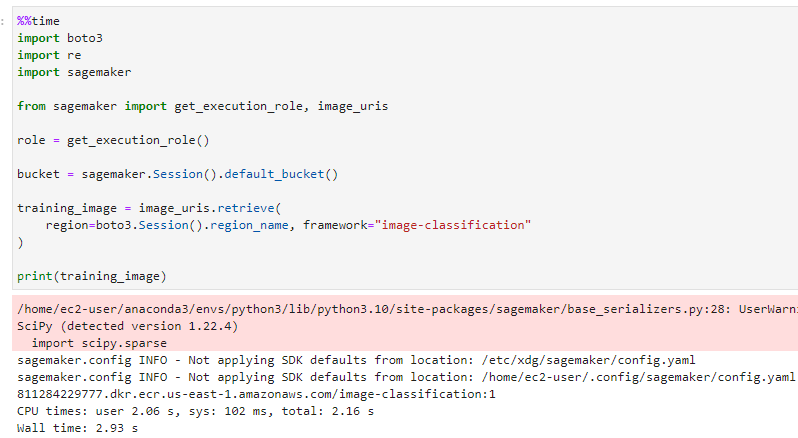 :
%%time
import boto3
import re
import sagemaker
from sagemaker import get_execution_role, image_uris
role = get_execution_role()
bucket = sagemaker.Session().default_bucket()
training_image = image_uris.retrieve(
    region=boto3.Session().region_name, framework="image-classification"
)
print(training_image)
/home/ec2-user/anaconda3/envs/python3/lib/python3.10/site-packages/sagemaker/base_serializers.py:28: UserWarn
SciPy (detected version 1.22.4)
  import scipy.sparse
sagemaker.config INFO - Not applying SDK defaults from location: /etc/xdg/sagemaker/config.yaml
sagemaker.config INFO - Not applying SDK defaults from location: /home/ec2-user/.config/sagemaker/config.yaml
811284229777.dkr.ecr.us-east-1.amazonaws.com/image-classification:1
CPU times: user 2.06 s, sys: 102 ms, total: 2.16 s
Wall time: 2.93 s